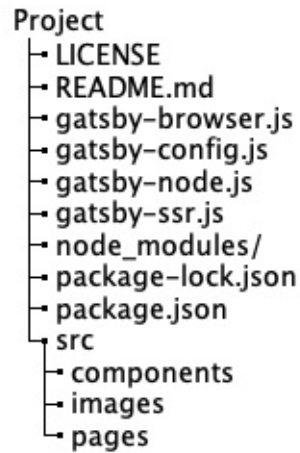 Project
LICENSE
README.md
gatsby-browser.js
gatsby-config.js
gatsby-node.js
gatsby-ssr.js
node_modules/
package-lock.json
package.json
src
components
images
pages